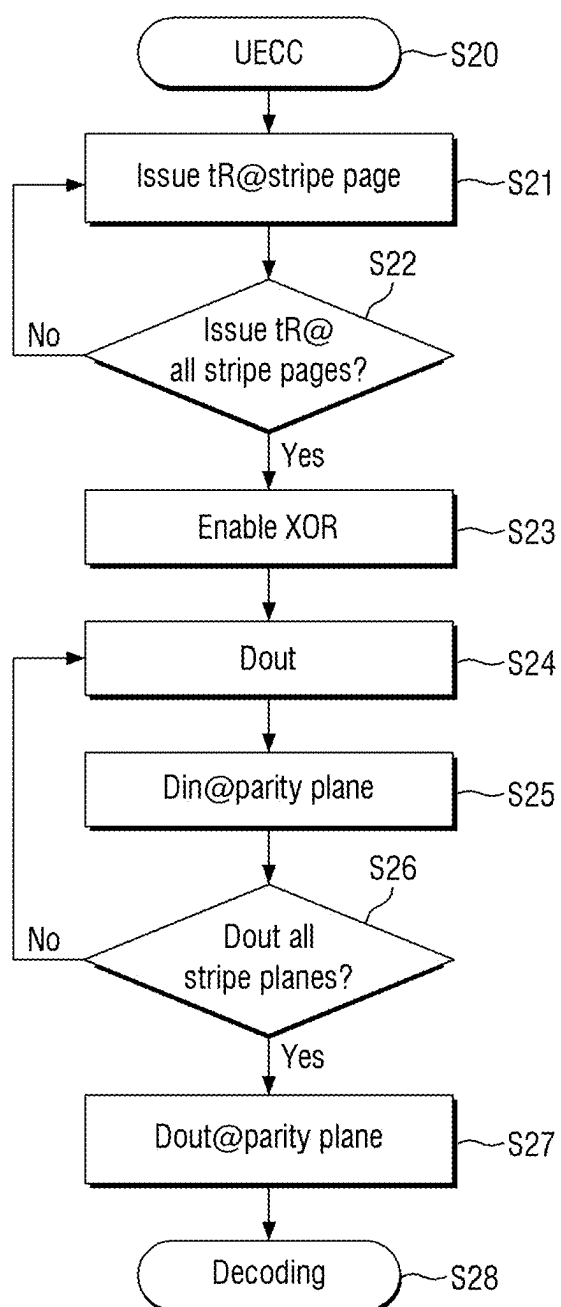 UECC
S20
Issue tR@stripe page
S21
S22
Issue tR@
all stripe pages?
No
Yes
Enable XOR
S23
Dout
S24
Din@parity plane
S25
S26
Dout all
stripe planes?
No
Yes
Dout@parity plane
S27
Decoding
S28